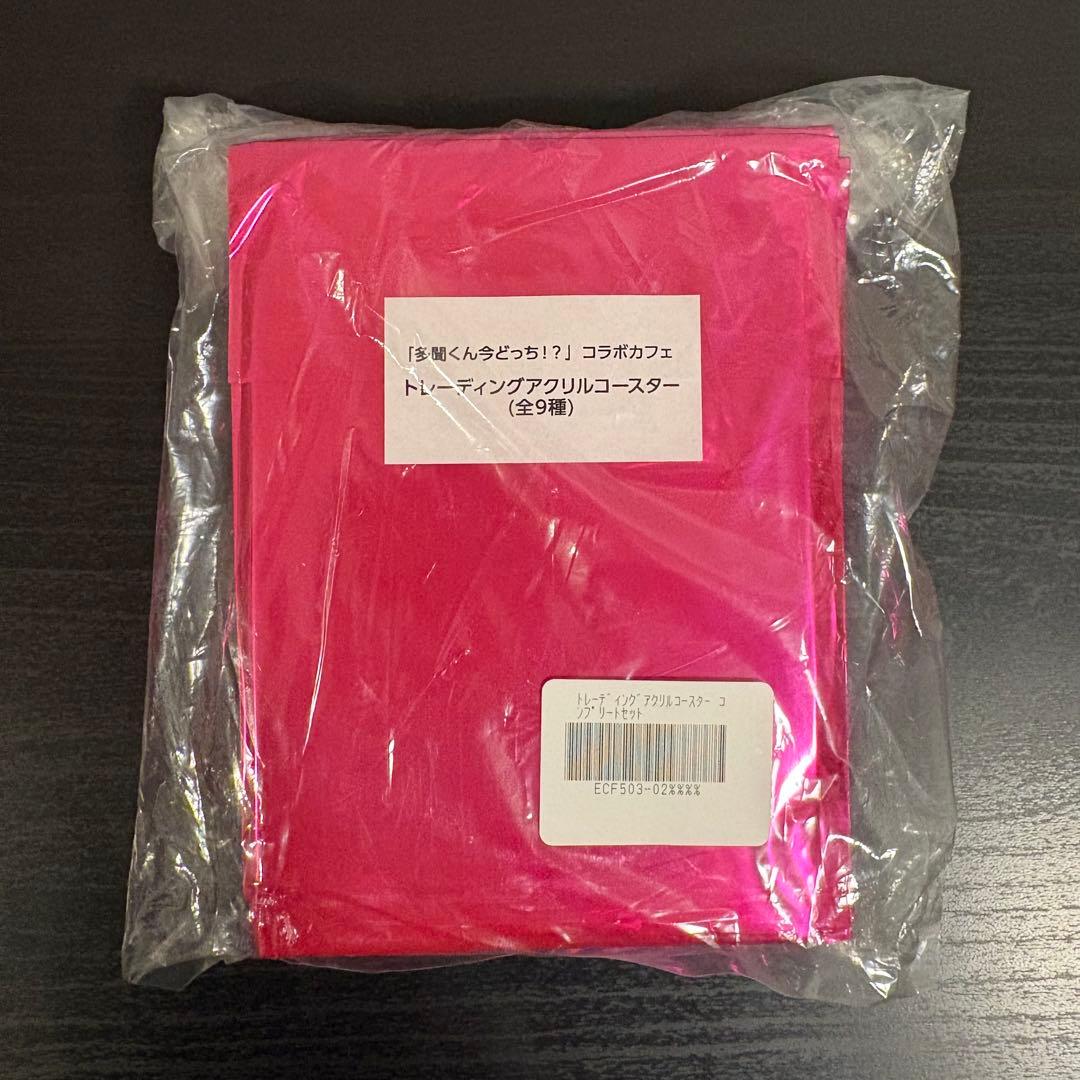 「多聞くん今どっち!?」コラボカフェ
トレーディングアクリルコースター
(全9種)
ﾄﾚｰﾃﾞｨﾝｸﾞｱｸﾘﾙｺｰｽﾀｰ ｺ
ﾝﾌﾟﾘｰﾄｾｯﾄ
ECF503-02%%%%